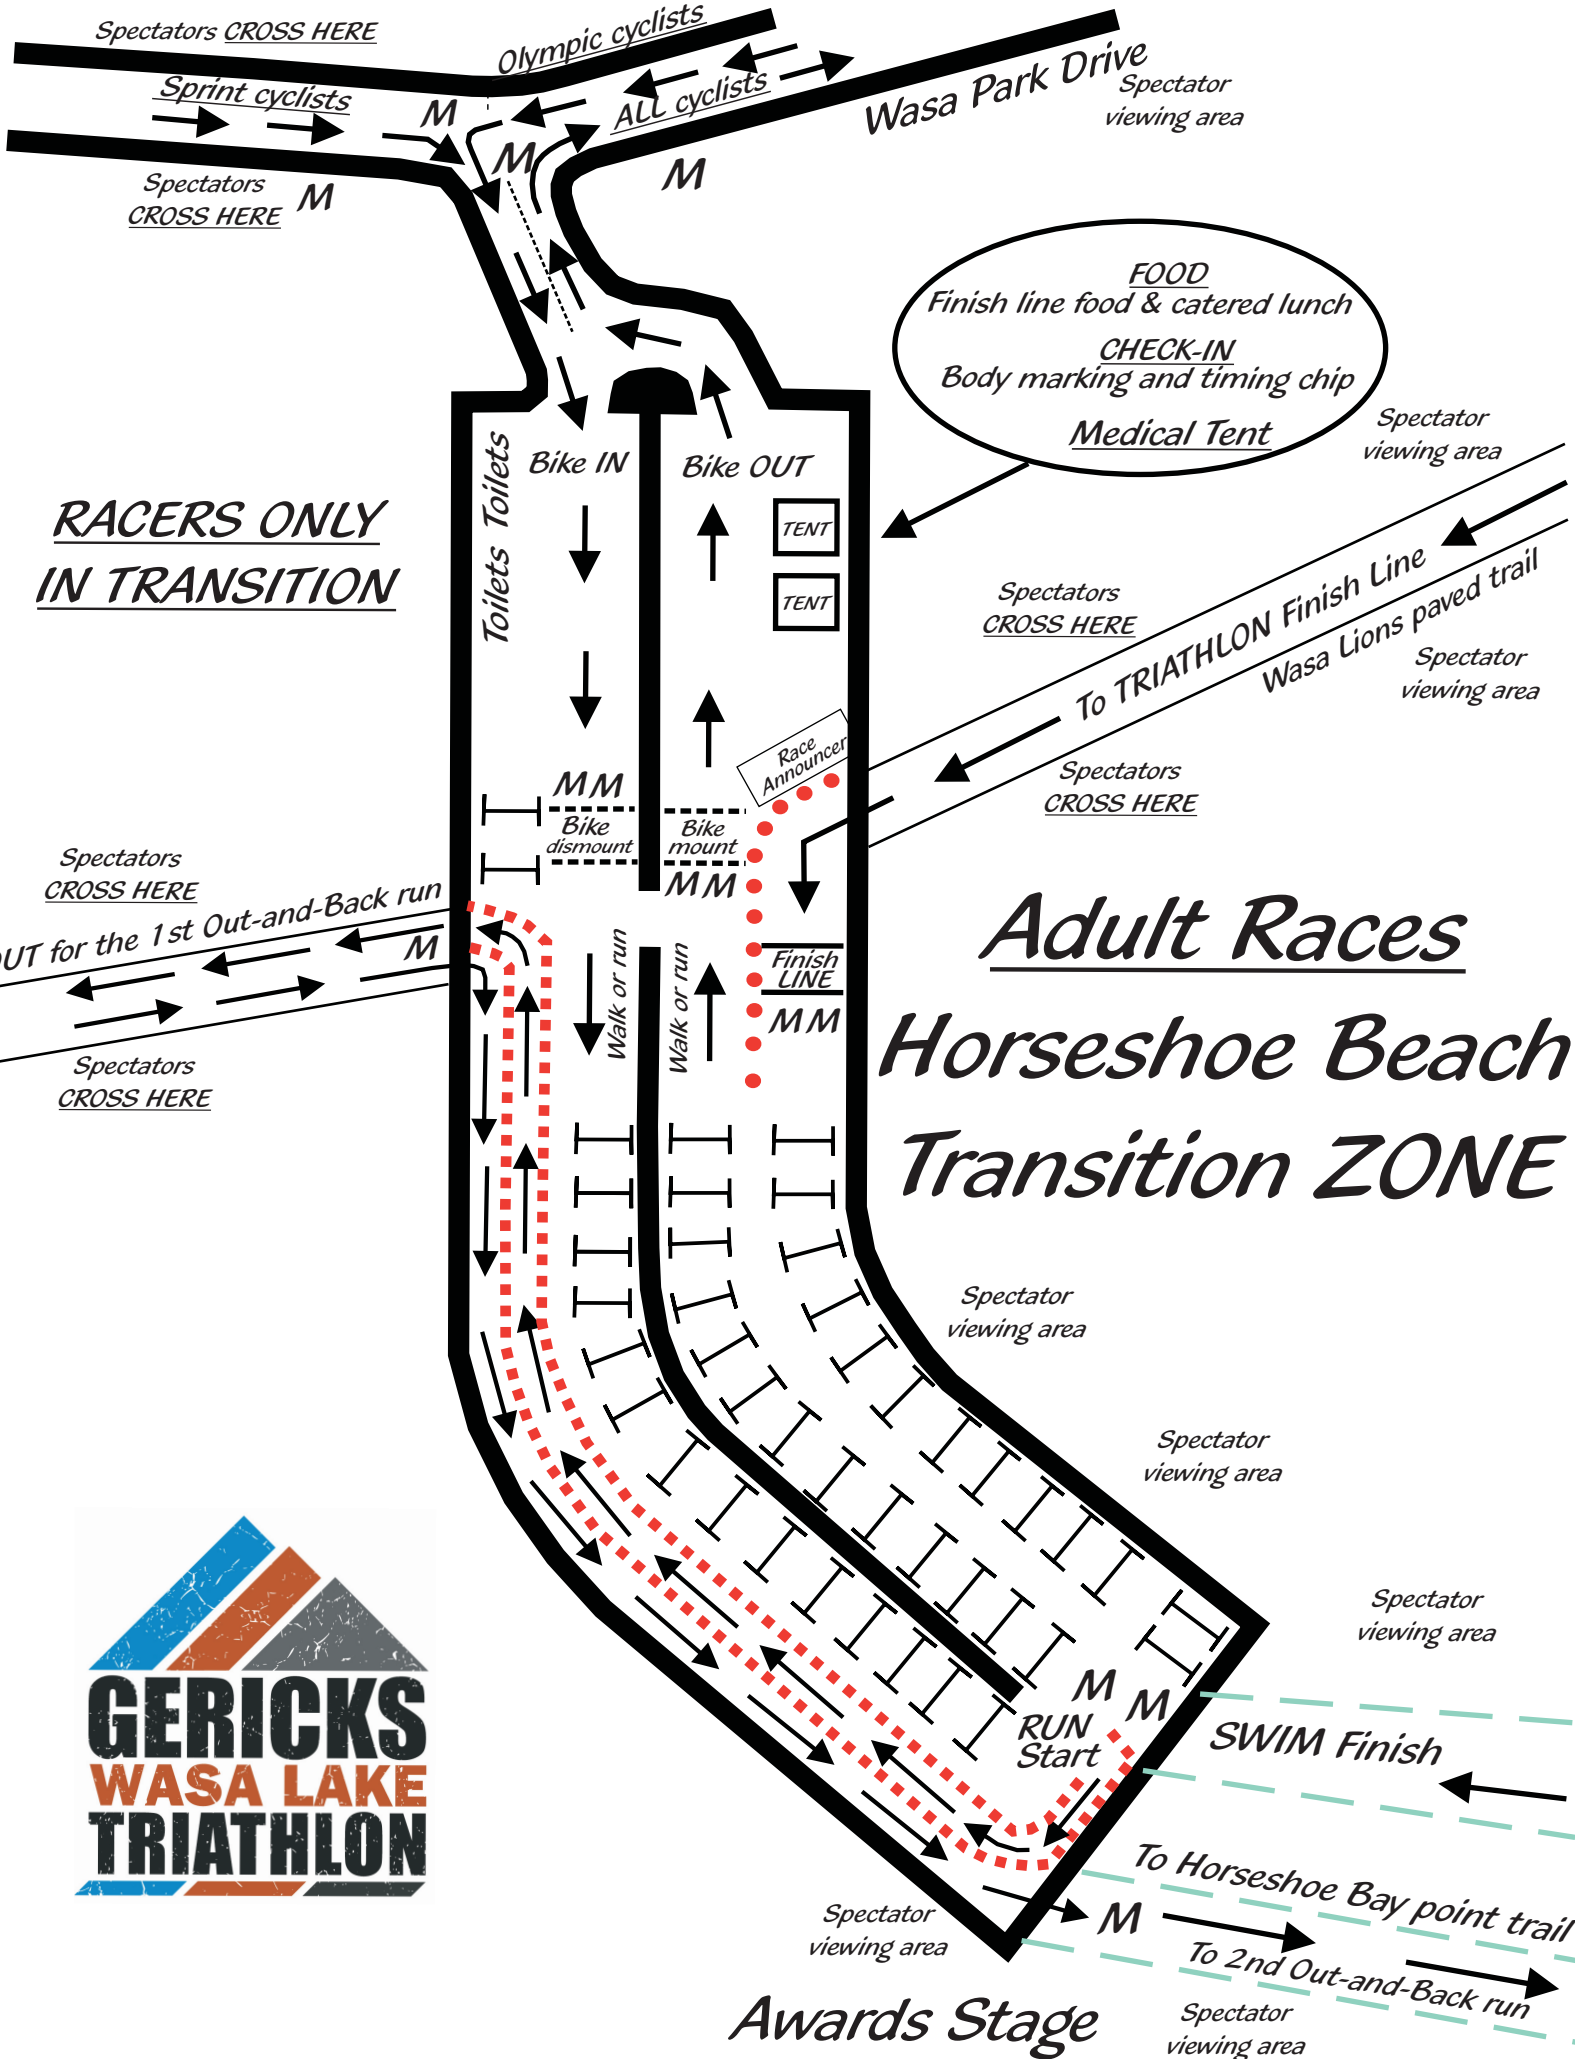 Spectators CROSS HERE
Olympic cyclists
Sprint cyclists
M
ALL cyclists
Wasa Park Drive
Spectator
viewing area
M
M
Spectators
CROSS HERE
M
FOOD
Finish line food & catered lunch
CHECK-IN
Body marking and timing chip
Medical Tent
Spectator
viewing area
Toilets Toilets
Bike IN
Bike OUT
RACERS ONLY
IN TRANSITION
TENT
TENT
Spectators
CROSS HERE
To TRIATHLON Finish Line
Wasa Lions paved trail
Spectator
viewing area
Race
Announcer
Spectators
CROSS HERE
MM
Bike
dismount
Bike
mount
MM
Spectators
CROSS HERE
OUT for the 1st Out-and-Back run
M
Walk or run
Walk or run
Finish
LINE
MM
Spectators
CROSS HERE
Adult Races
Horseshoe Beach
Transition ZONE
Spectator
viewing area
Spectator
viewing area
Spectator
viewing area
M
M
RUN
Start
SWIM Finish
GERICKS
WASA LAKE
TRIATHLON
To Horseshoe Bay point trail
M
To 2nd Out-and-Back run
Spectator
viewing area
Awards Stage
Spectator
viewing area